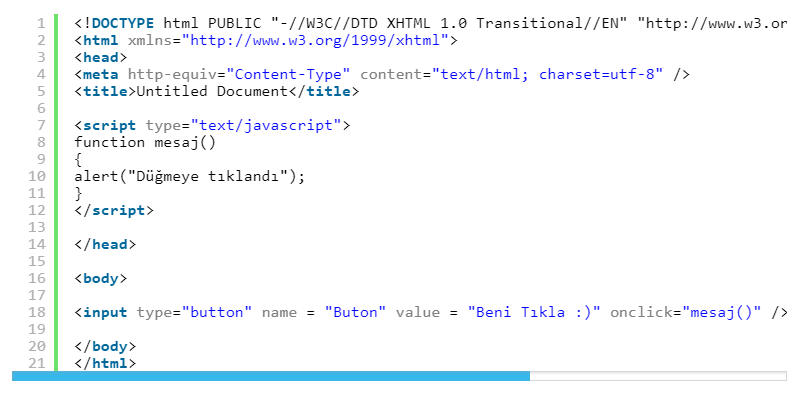 1 <!DOCTYPE html PUBLIC "-//W3C//DTD XHTML 1.0 Transitional//EN" "http://www.w3.or
2 <html xmlns="http://www.w3.org/1999/xhtml">
3 <head>
4 <meta http-equiv="Content-Type" content="text/html; charset=utf-8" />
5 <title>Untitled Document</title>
6
7 <script type="text/javascript">
8 function mesaj()
9 {
10 alert("Düğmeye tıklandı");
11 }
12 </script>
13
14 </head>
15
16 <body>
17
18 <input type="button" name = "Buton" value = "Beni Tıkla :)" onclick="mesaj()" />
19
20 </body>
21 </html>